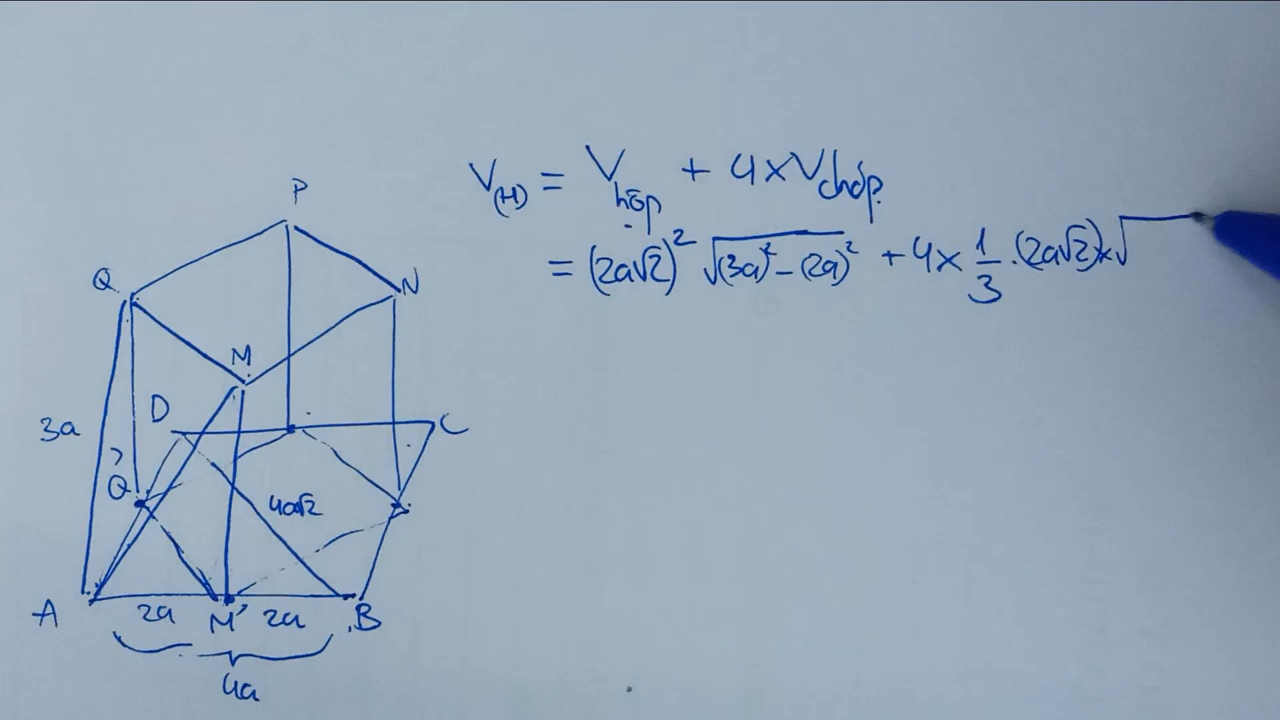 V(H) = Vhộp + 4×Vchóp.
= (2a√2)² √(3a)² − (2a)² + 4× 1/3 .(2a√2)×√
P
Q
N
M
D
C
3a
Q'
4a√2
A
2a
M'
2a
B
4a